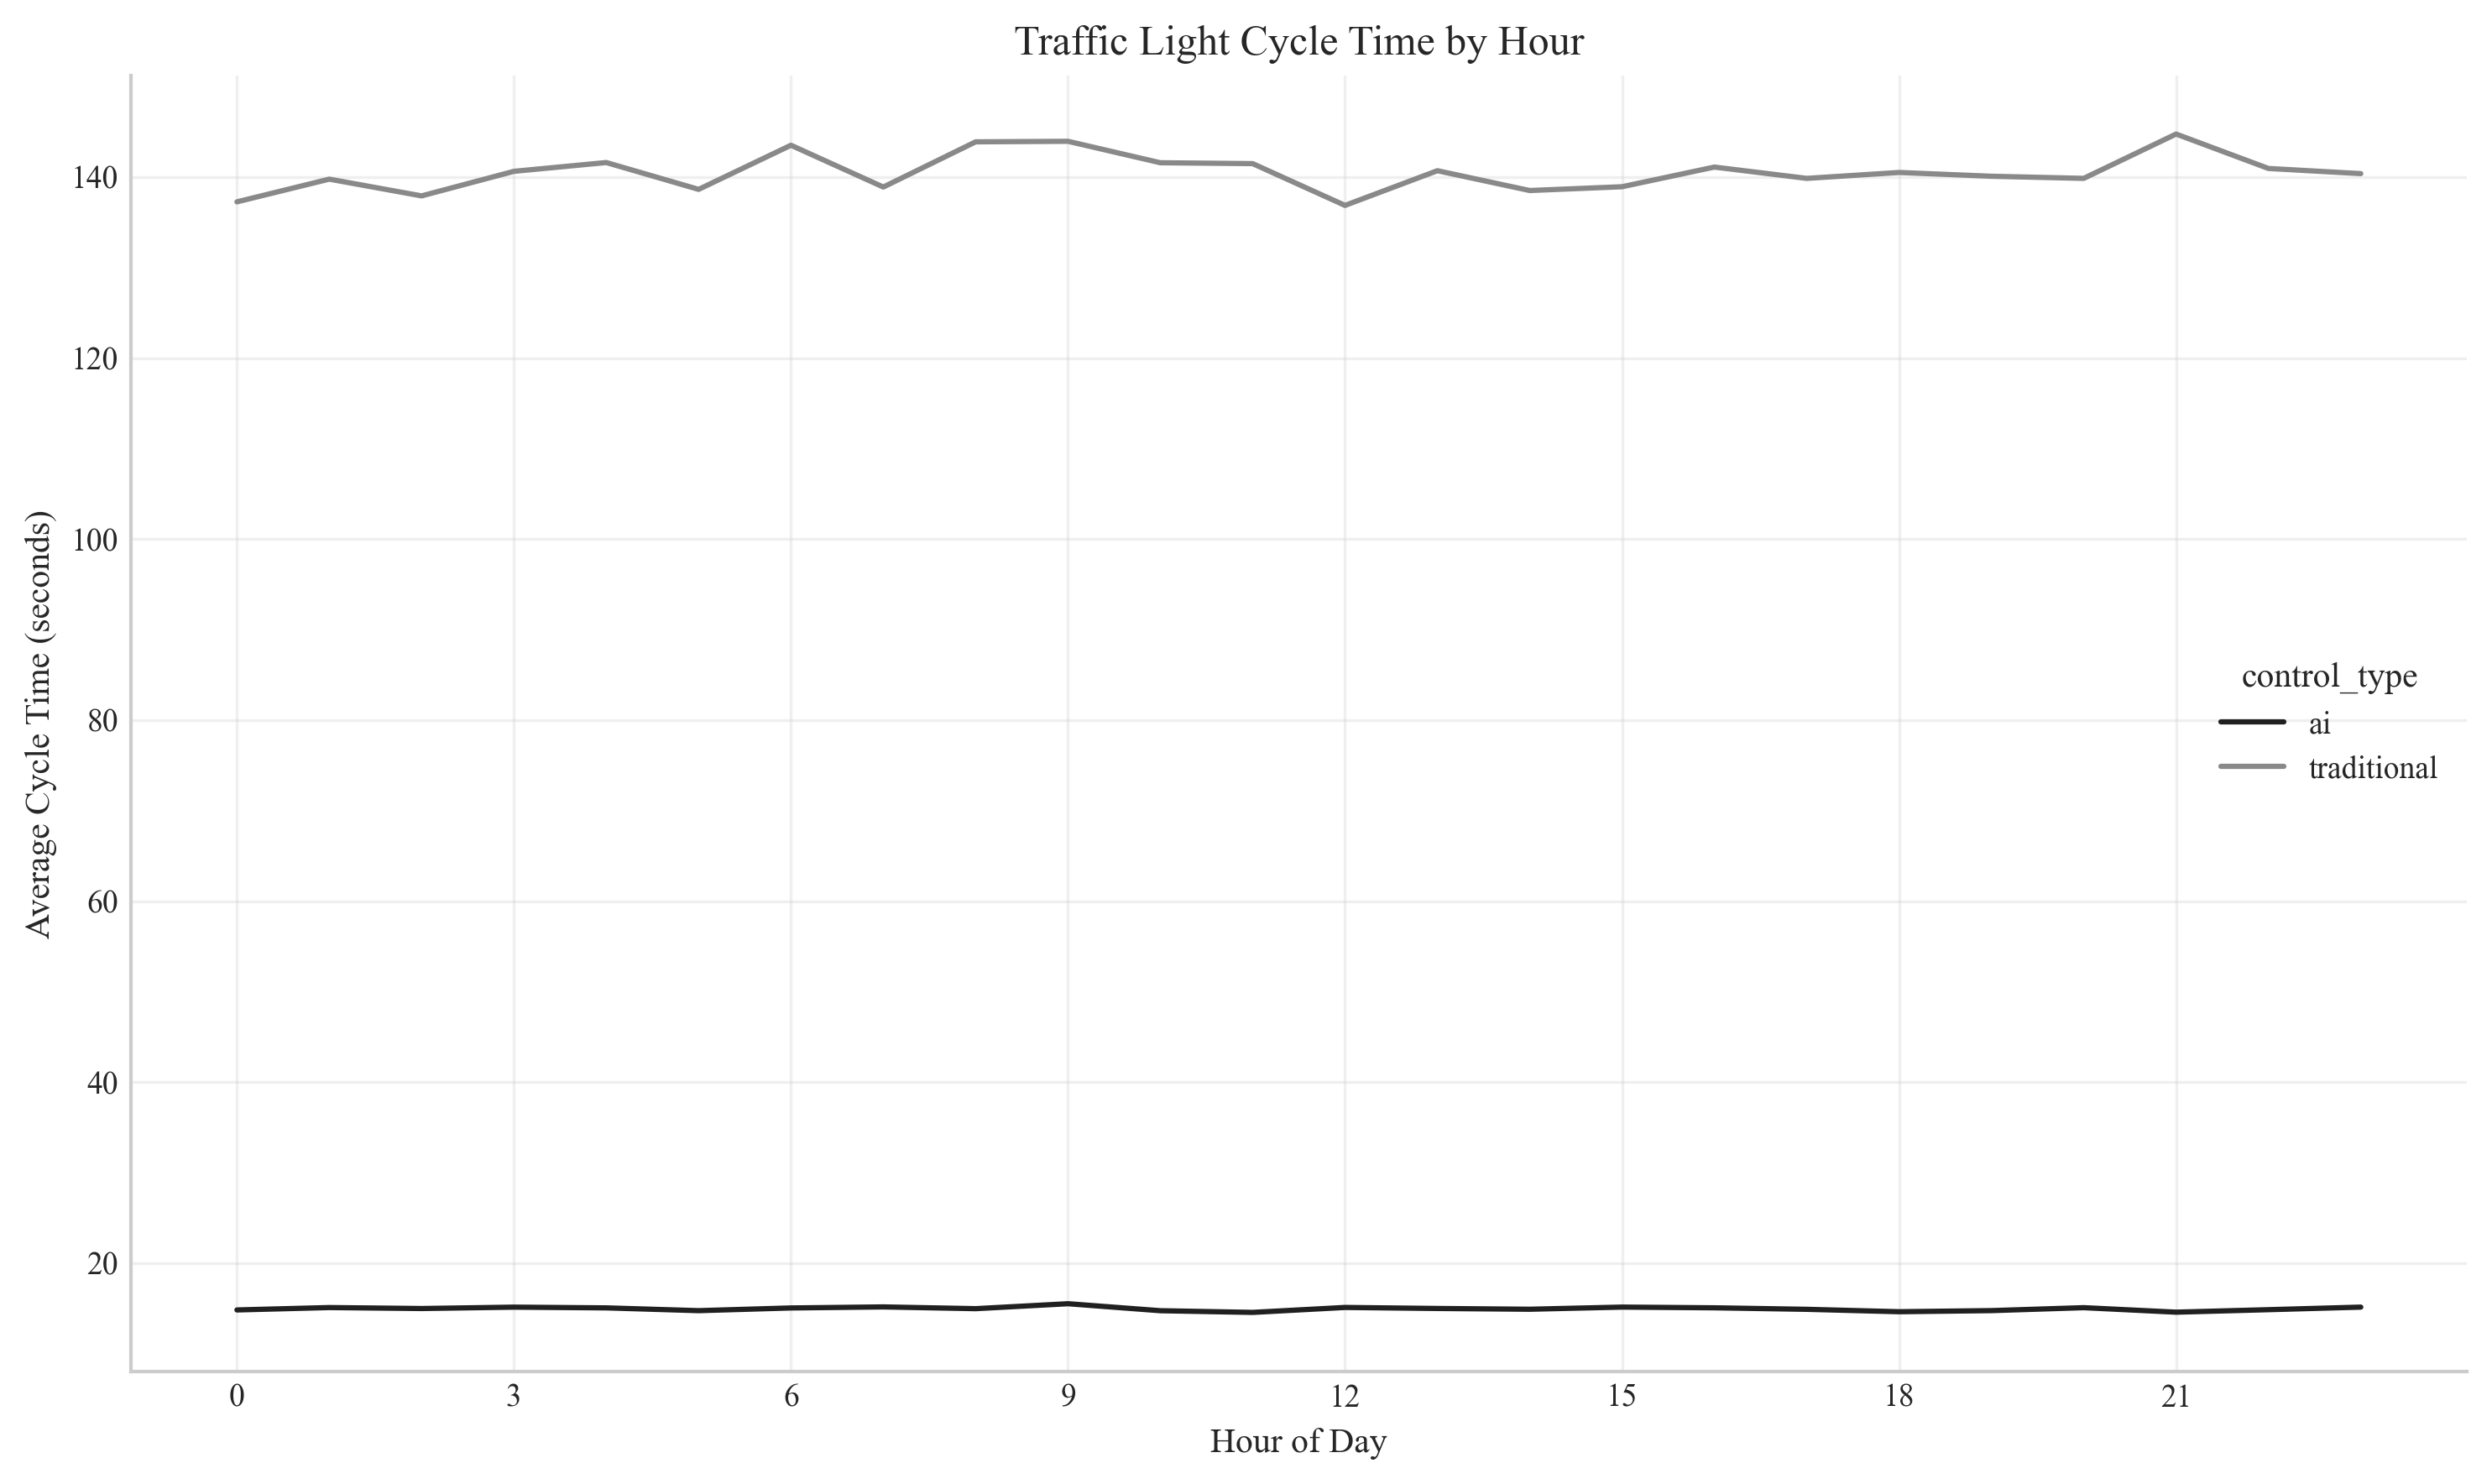 Traffic Light Cycle Time by Hour
Average Cycle Time (seconds)
140
120
100
80
60
40
20
control_type
ai
traditional
0 3 6 9 12 15 18 21
Hour of Day